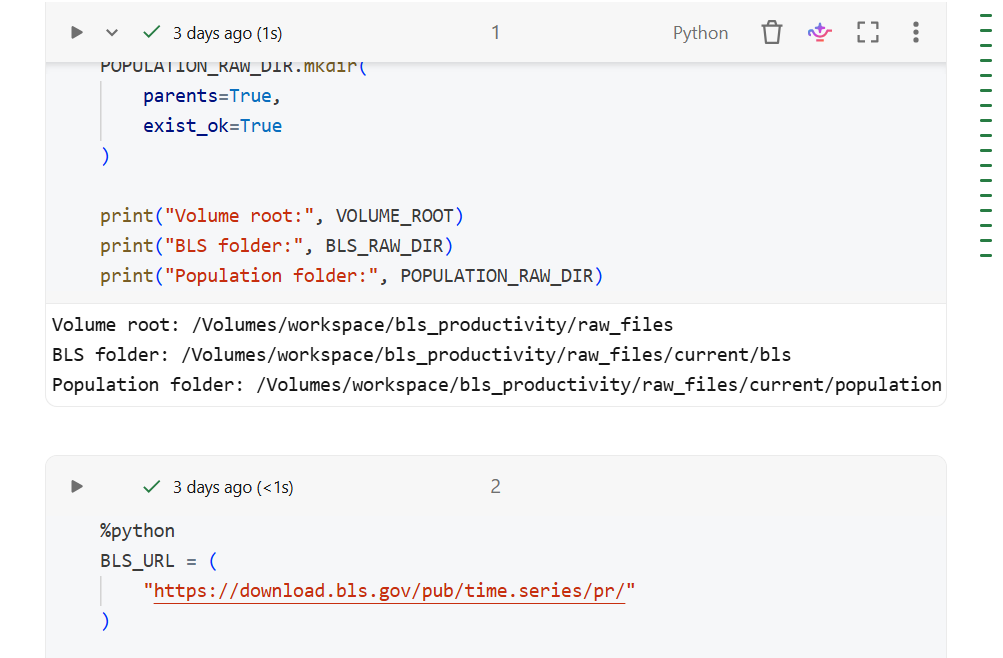 3 days ago (1s)
1
Python
POPULATION_RAW_DIR.mkdir(
parents=True,
exist_ok=True
)
print("Volume root:", VOLUME_ROOT)
print("BLS folder:", BLS_RAW_DIR)
print("Population folder:", POPULATION_RAW_DIR)
Volume root: /Volumes/workspace/bls_productivity/raw_files
BLS folder: /Volumes/workspace/bls_productivity/raw_files/current/bls
Population folder: /Volumes/workspace/bls_productivity/raw_files/current/population
3 days ago (<1s)
2
%python
BLS_URL = (
"https://download.bls.gov/pub/time.series/pr/"
)